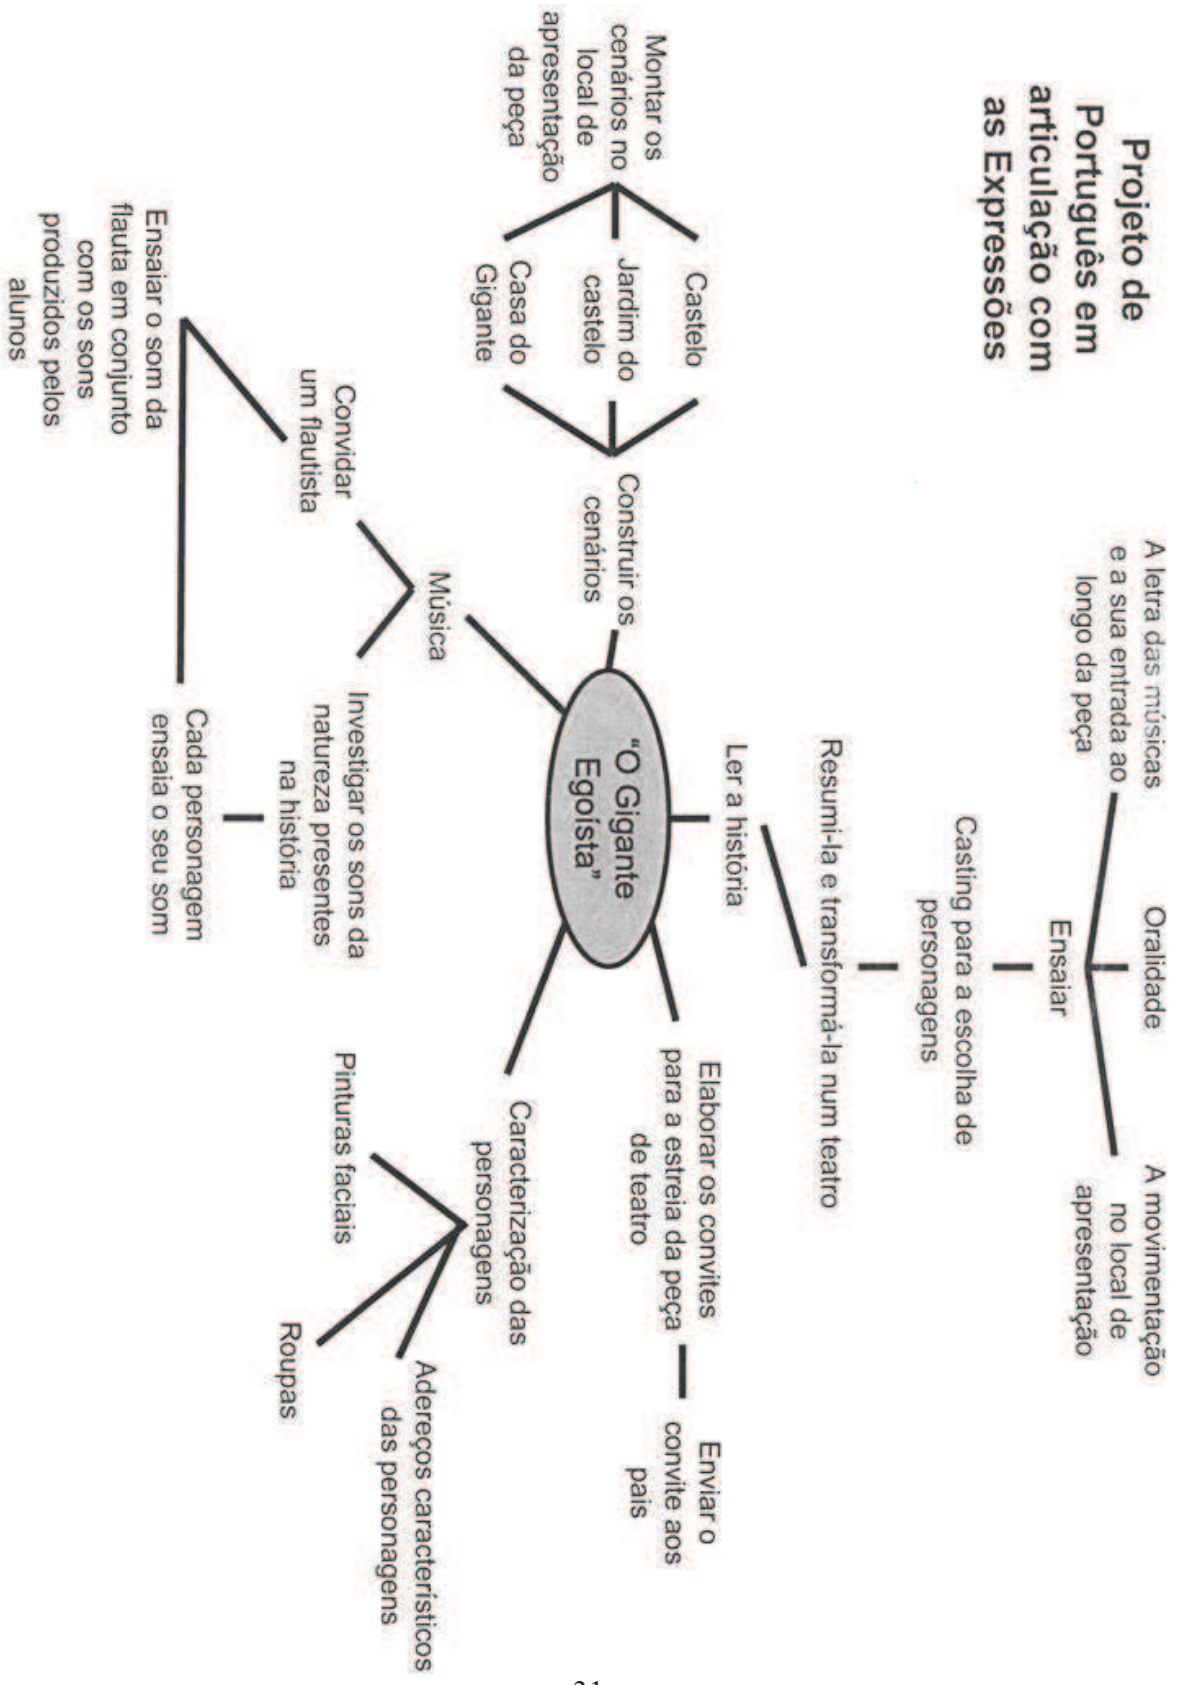 Projeto de
Português em
articulação com
as Expressões
A letra das músicas
e a sua entrada ao
longo da peça
Oralidade
A movimentação
no local de
apresentação
Ensaiar
Casting para a escolha de
personagens
Resumi-la e transformá-la num teatro
Ler a história
Elaborar os convites
para a estreia da peça
de teatro
Enviar o
convite aos
pais
Montar os
cenários no
local de
apresentação
da peça
Castelo
Jardim do
castelo
Casa do
Gigante
Construir os
cenários
“O Gigante
Egoísta”
Caracterização das
personagens
Adereços característicos
das personagens
Pinturas faciais
Roupas
Música
Convidar
um flautista
Investigar os sons da
natureza presentes
na história
Cada personagem
ensaia o seu som
Ensaiar o som da
flauta em conjunto
com os sons
produzidos pelos
alunos